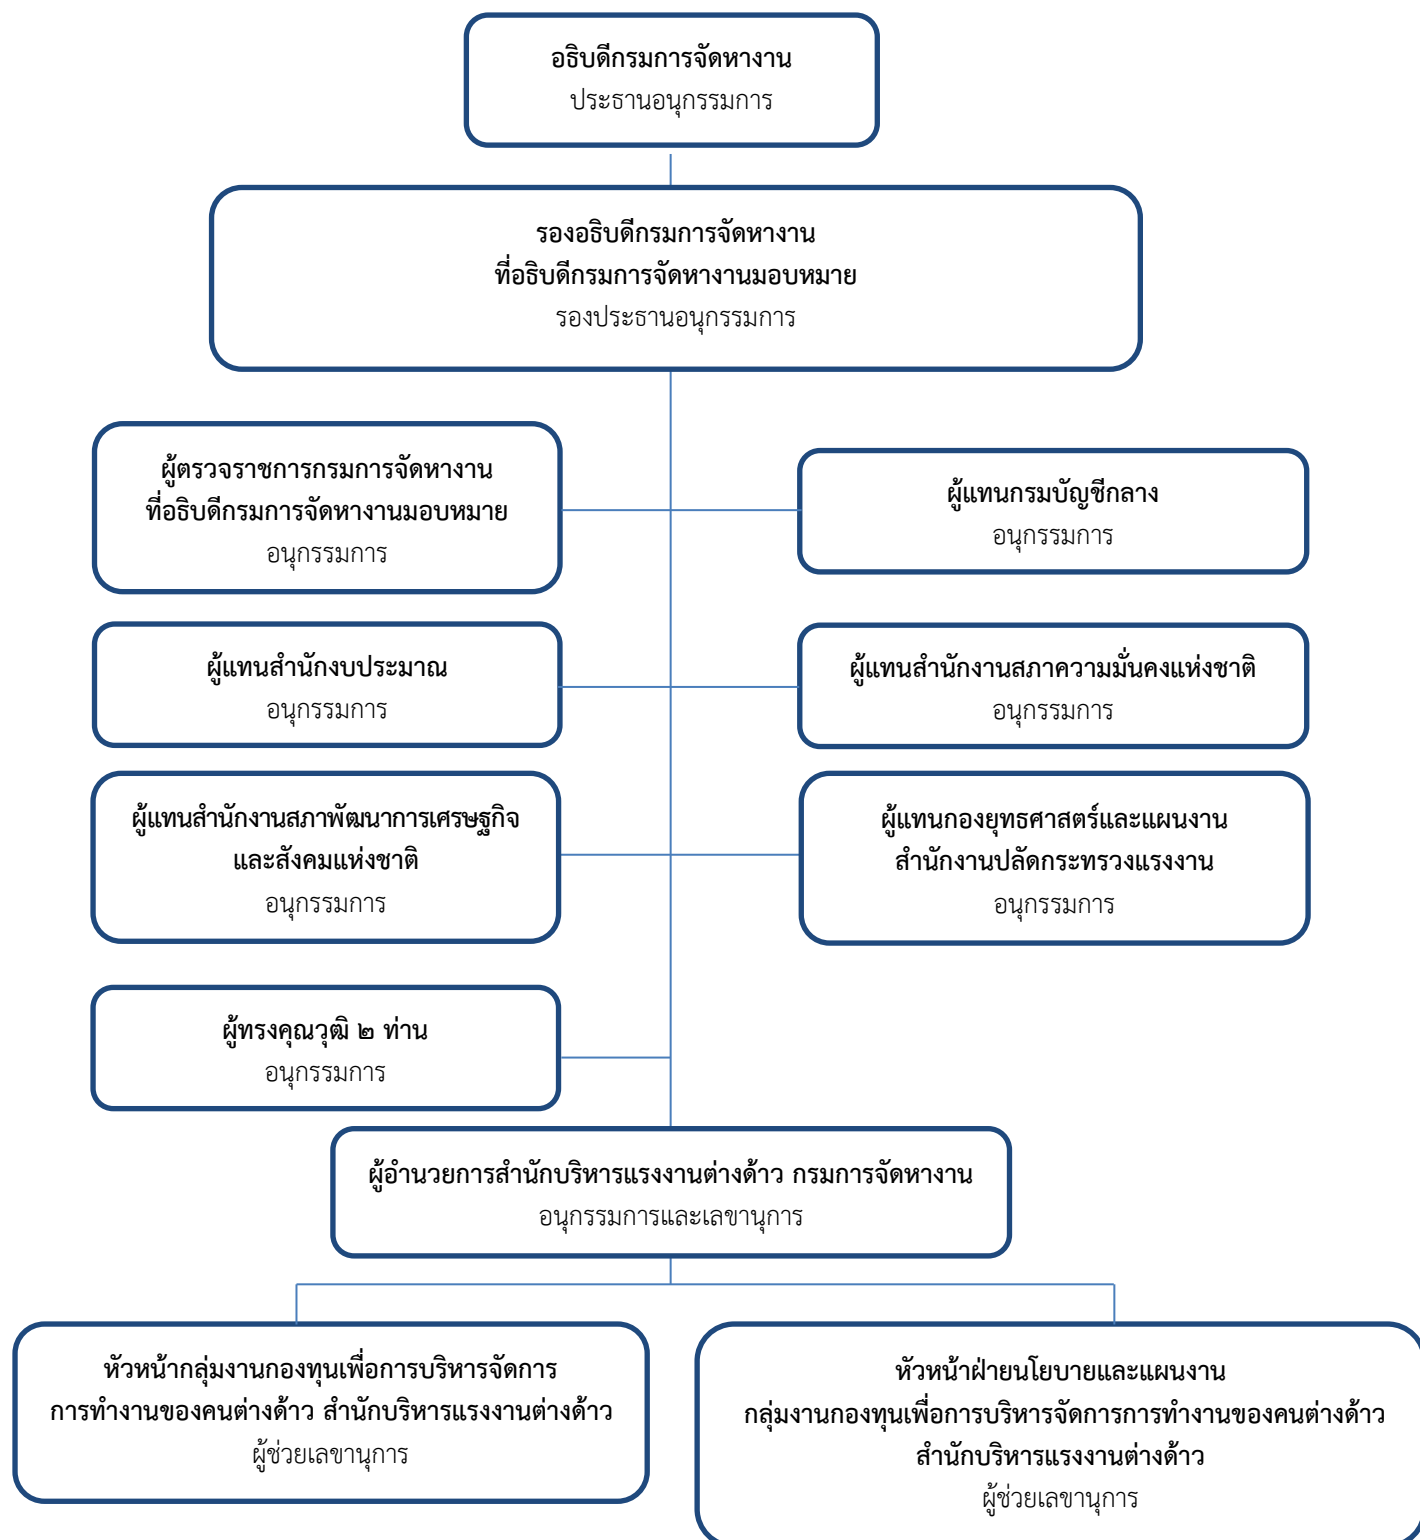 อธิบดีกรมการจัดหางาน
ประธานอนุกรรมการ
รองอธิบดีกรมการจัดหางาน
ที่อธิบดีกรมการจัดหางานมอบหมาย
รองประธานอนุกรรมการ
ผู้ตรวจราชการกรมการจัดหางาน
ที่อธิบดีกรมการจัดหางานมอบหมาย
อนุกรรมการ
ผู้แทนกรมบัญชีกลาง
อนุกรรมการ
ผู้แทนสำนักงบประมาณ
อนุกรรมการ
ผู้แทนสำนักงานสภาความมั่นคงแห่งชาติ
อนุกรรมการ
ผู้แทนสำนักงานสภาพัฒนาการเศรษฐกิจ
และสังคมแห่งชาติ
อนุกรรมการ
ผู้แทนกองยุทธศาสตร์และแผนงาน
สำนักงานปลัดกระทรวงแรงงาน
อนุกรรมการ
ผู้ทรงคุณวุฒิ ๒ ท่าน
อนุกรรมการ
ผู้อำนวยการสำนักบริหารแรงงานต่างด้าว กรมการจัดหางาน
อนุกรรมการและเลขานุการ
หัวหน้ากลุ่มงานกองทุนเพื่อการบริหารจัดการ
การทำงานของคนต่างด้าว สำนักบริหารแรงงานต่างด้าว
ผู้ช่วยเลขานุการ
หัวหน้าฝ่ายนโยบายและแผนงาน
กลุ่มงานกองทุนเพื่อการบริหารจัดการการทำงานของคนต่างด้าว
สำนักบริหารแรงงานต่างด้าว
ผู้ช่วยเลขานุการ